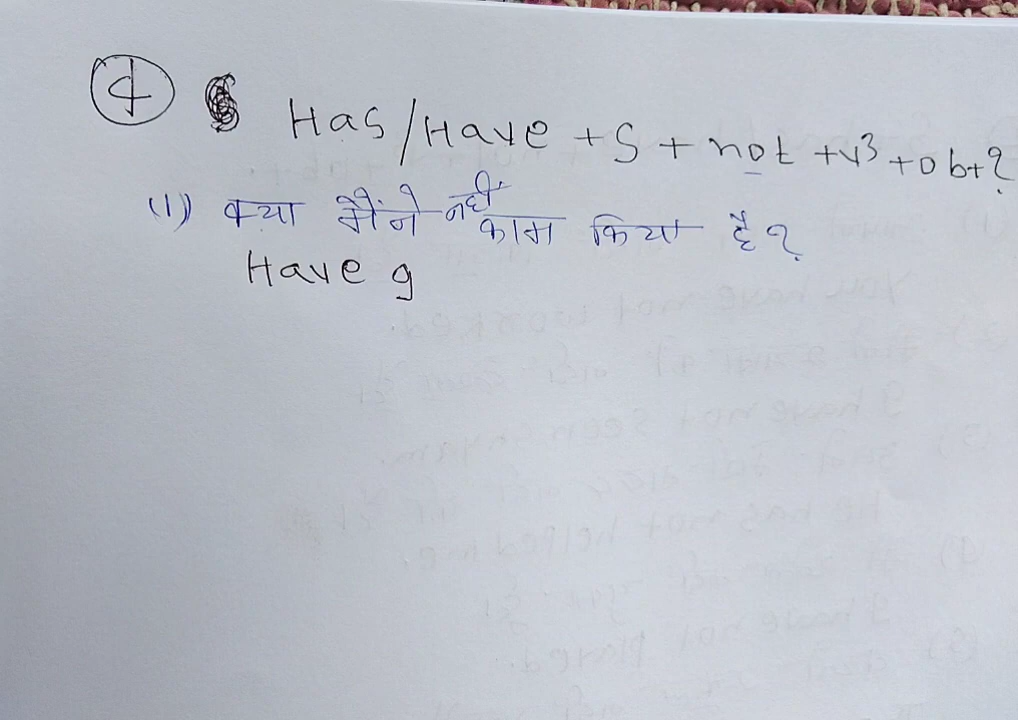 4 Has/Have + S + not + v3 + ob + ?
(1) क्या मैंने नहीं काम किया है?
Have g